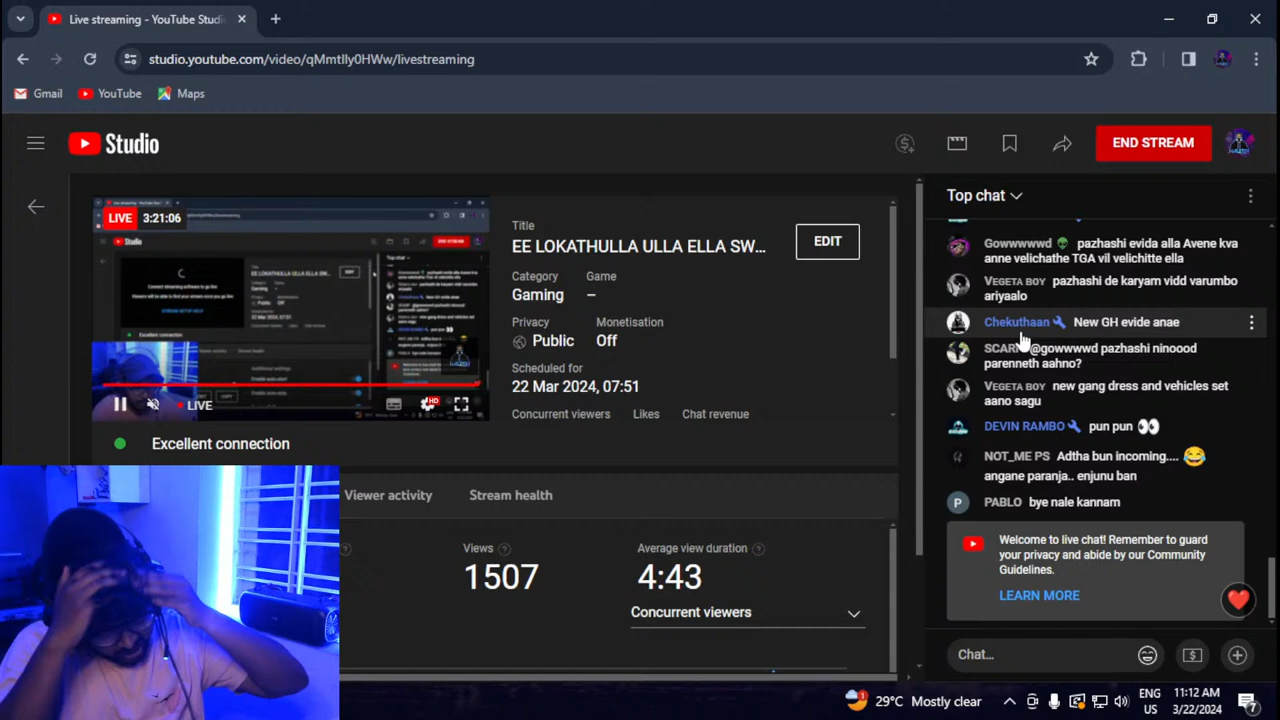 Live streaming - YouTube Studi
studio.youtube.com/video/qMmtlly0HWw/livestreaming
Gmail YouTube Maps
Studio
END STREAM
LIVE 3:21:06
Title
EE LOKATHULLA ULLA ELLA SW...
EDIT
Category Game
Gaming –
Privacy Monetisation
Public Off
Scheduled for
22 Mar 2024, 07:51
Concurrent viewers Likes Chat revenue
LIVE
HD
Excellent connection
Viewer activity Stream health
Views Average view duration
1507 4:43
Concurrent viewers
Top chat
Gowwwwwd pazhashi evida alla Avene kva
anne velichathe TGA vil velichitte ella
VEGETA BOY pazhashi de karyam vidd varumbo
ariyaalo
Chekuthaan New GH evide anae
@gowwwwd pazhashi ninoood
parenneth aahno?
VEGETA BOY new gang dress and vehicles set
aano sagu
DEVIN RAMBO pun pun 👀
NOT_ME PS Adtha bun incoming.... 😂
angane paranja.. enjunu ban
P PABLO bye nale kannam
Welcome to live chat! Remember to guard
your privacy and abide by our Community
Guidelines.
LEARN MORE
Chat...
1 29°C Mostly clear
ENG
US
11:12 AM
3/22/2024
7